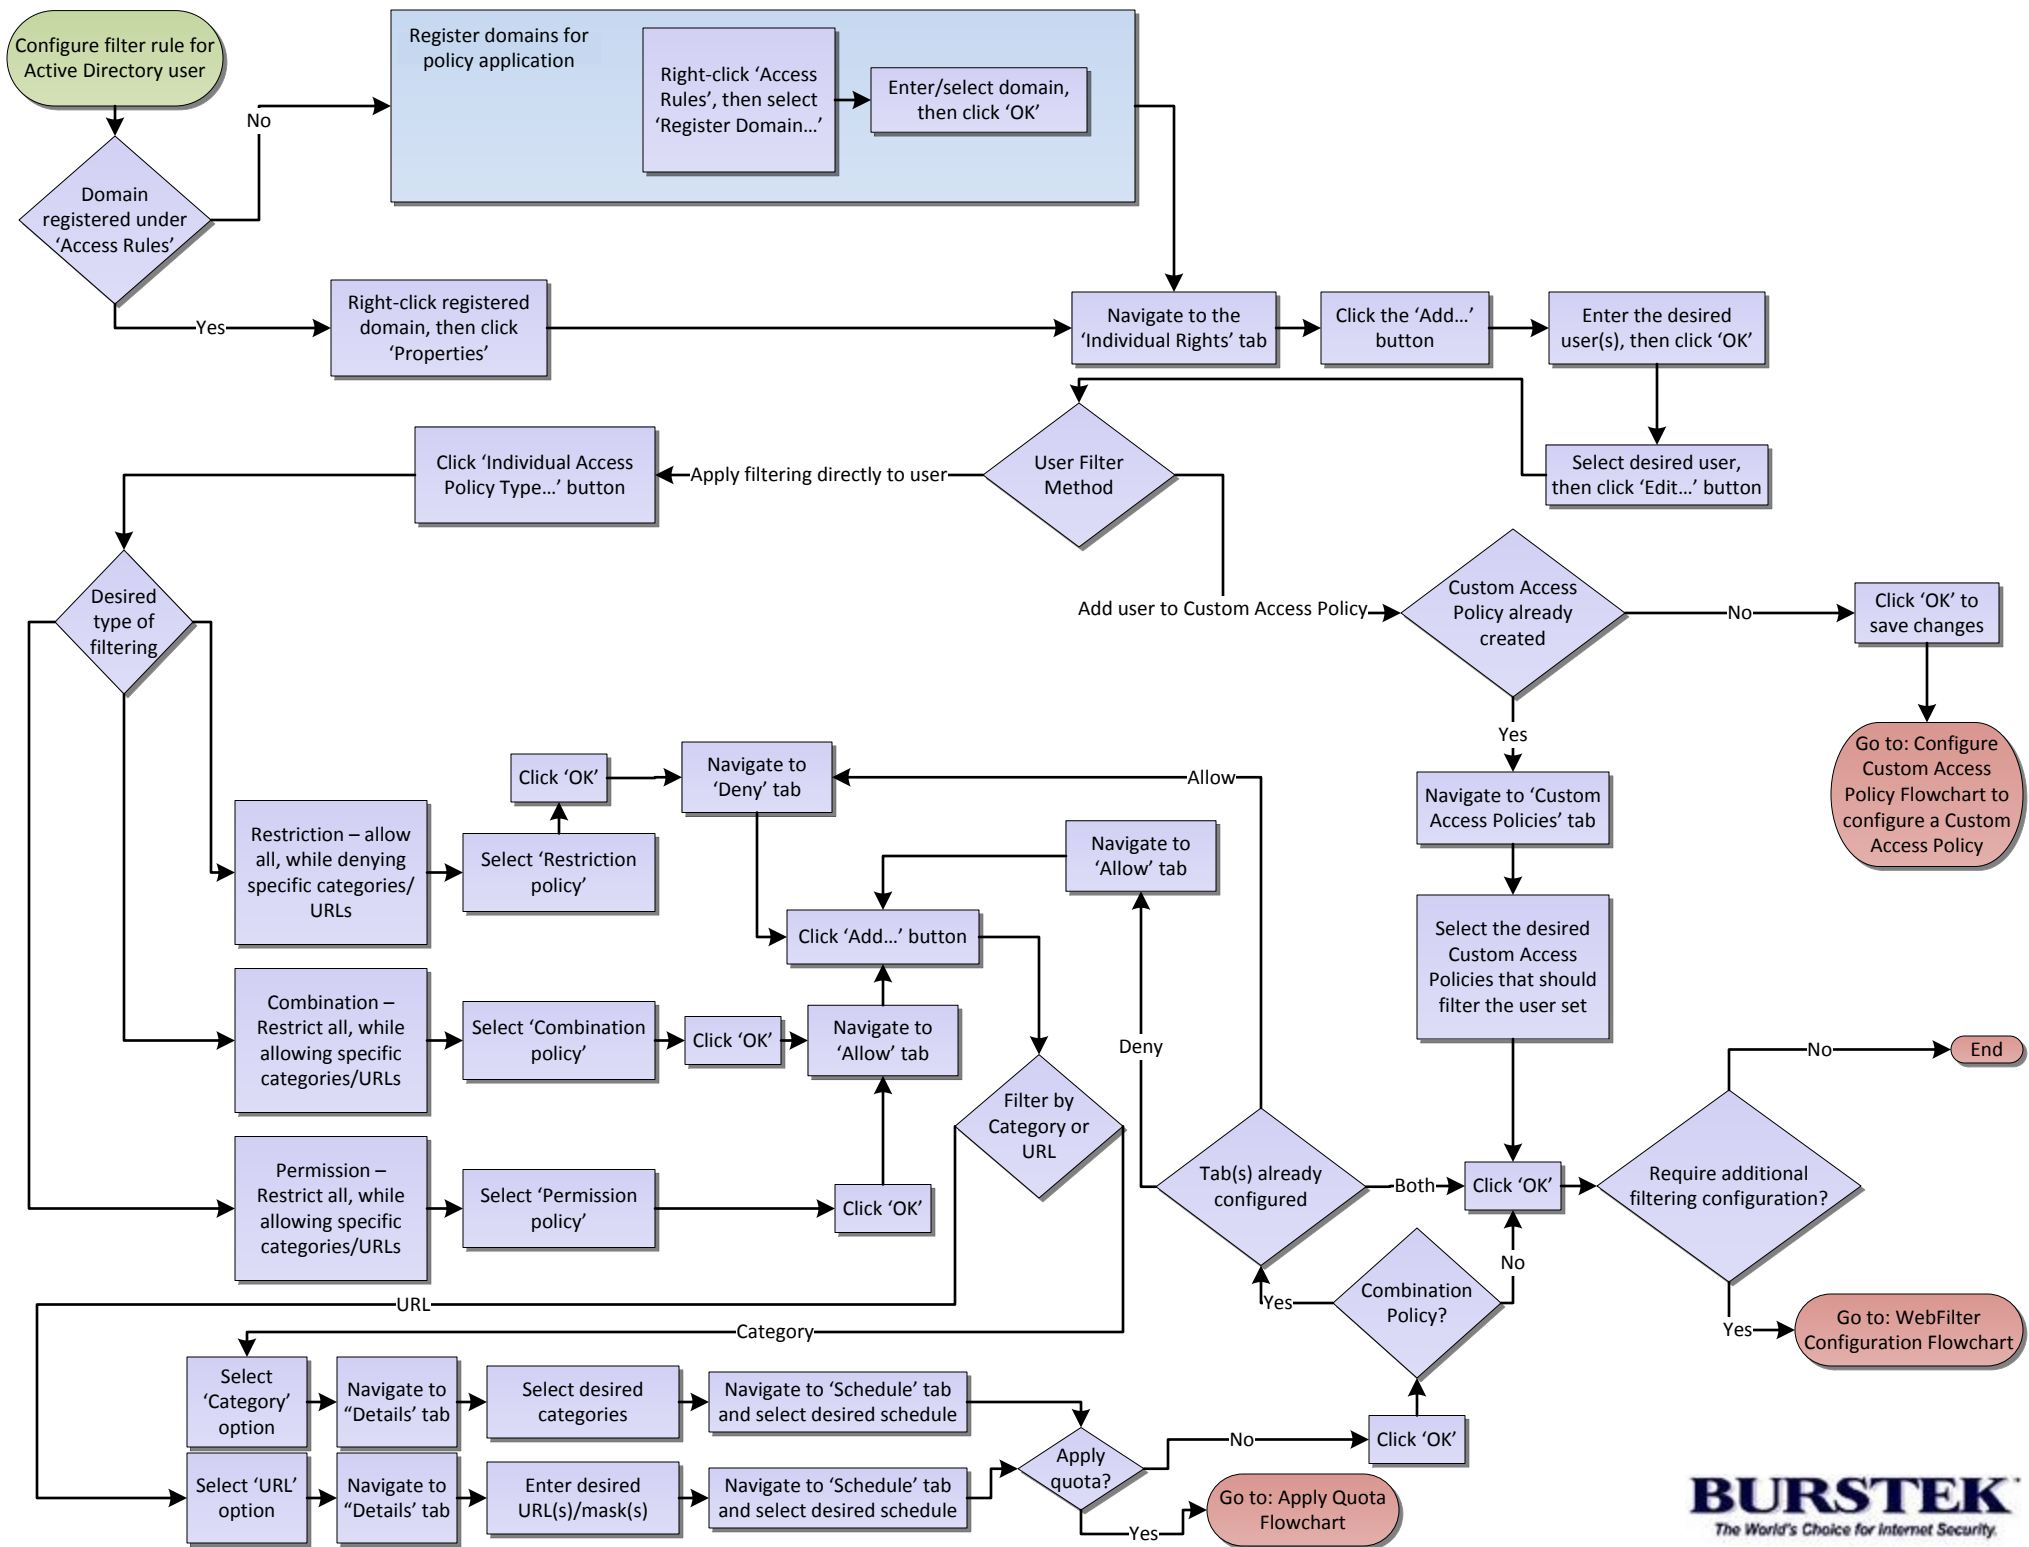 Configure filter rule for
Active Directory user
Register domains for
policy application
Right-click ‘Access
Rules’, then select
‘Register Domain…’
Enter/select domain,
then click ‘OK’
No
Domain
registered under
‘Access Rules’
Yes
Right-click registered
domain, then click
‘Properties’
Navigate to the
‘Individual Rights’ tab
Click the ‘Add…’
button
Enter the desired
user(s), then click ‘OK’
Click ‘Individual Access
Policy Type…’ button
Apply filtering directly to user
User Filter
Method
Select desired user,
then click ‘Edit…’ button
Desired
type of
filtering
Add user to Custom Access Policy
Custom Access
Policy already
created
No
Click ‘OK’ to
save changes
Yes
Go to: Configure
Custom Access
Policy Flowchart to
configure a Custom
Access Policy
Click ‘OK’
Navigate to
‘Deny’ tab
Allow
Navigate to ‘Custom
Access Policies’ tab
Restriction – allow
all, while denying
specific categories/
URLs
Select ‘Restriction
policy’
Navigate to
‘Allow’ tab
Click ‘Add…’ button
Select the desired
Custom Access
Policies that should
filter the user set
Combination –
Restrict all, while
allowing specific
categories/URLs
Select ‘Combination
policy’
Click ‘OK’
Navigate to
‘Allow’ tab
Deny
No
End
Filter by
Category or
URL
Permission –
Restrict all, while
allowing specific
categories/URLs
Select ‘Permission
policy’
Click ‘OK’
Tab(s) already
configured
Both
Click ‘OK’
Require additional
filtering configuration?
No
URL
Yes
Combination
Policy?
Category
Yes
Go to: WebFilter
Configuration Flowchart
Select
‘Category’
option
Navigate to
“Details’ tab
Select desired
categories
Navigate to ‘Schedule’ tab
and select desired schedule
No
Click ‘OK’
Apply
quota?
Select ‘URL’
option
Navigate to
“Details’ tab
Enter desired
URL(s)/mask(s)
Navigate to ‘Schedule’ tab
and select desired schedule
Yes
Go to: Apply Quota
Flowchart
BURSTEK
The World's Choice for Internet Security.